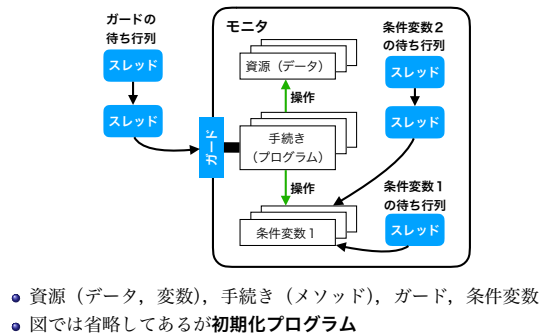 ガードの
待ち行列
スレッド
スレッド
ガード
モニタ
資源（データ）
操作
手続き
（プログラム）
操作
条件変数１
条件変数２
の待ち行列
スレッド
スレッド
条件変数１
の待ち行列
スレッド
資源（データ，変数），手続き（メソッド），ガード，条件変数
図では省略してあるが初期化プログラム